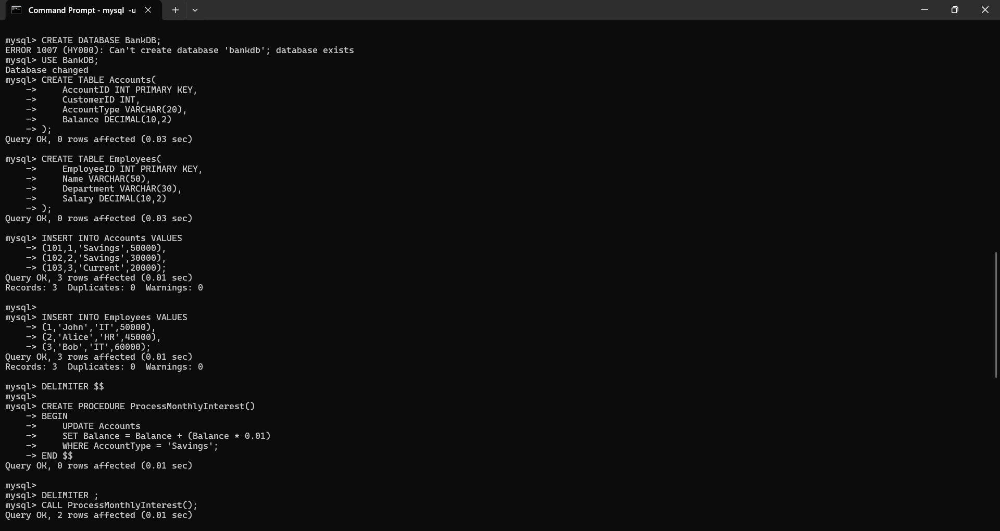 Command Prompt - mysql -u
mysql> CREATE DATABASE BankDB;
ERROR 1007 (HY000): Can't create database 'bankdb'; database exists
mysql> USE BankDB;
Database changed
mysql> CREATE TABLE Accounts(
    ->     AccountID INT PRIMARY KEY,
    ->     CustomerID INT,
    ->     AccountType VARCHAR(20),
    ->     Balance DECIMAL(10,2)
    -> );
Query OK, 0 rows affected (0.03 sec)
mysql> CREATE TABLE Employees(
    ->     EmployeeID INT PRIMARY KEY,
    ->     Name VARCHAR(50),
    ->     Department VARCHAR(30),
    ->     Salary DECIMAL(10,2)
    -> );
Query OK, 0 rows affected (0.03 sec)
mysql> INSERT INTO Accounts VALUES
    -> (101,1,'Savings',50000),
    -> (102,2,'Savings',30000),
    -> (103,3,'Current',20000);
Query OK, 3 rows affected (0.01 sec)
Records: 3  Duplicates: 0  Warnings: 0
mysql>
mysql> INSERT INTO Employees VALUES
    -> (1,'John','IT',50000),
    -> (2,'Alice','HR',45000),
    -> (3,'Bob','IT',60000);
Query OK, 3 rows affected (0.01 sec)
Records: 3  Duplicates: 0  Warnings: 0
mysql> DELIMITER $$
mysql>
mysql> CREATE PROCEDURE ProcessMonthlyInterest()
    -> BEGIN
    ->     UPDATE Accounts
    ->     SET Balance = Balance + (Balance * 0.01)
    ->     WHERE AccountType = 'Savings';
    -> END $$
Query OK, 0 rows affected (0.01 sec)
mysql>
mysql> DELIMITER ;
mysql> CALL ProcessMonthlyInterest();
Query OK, 2 rows affected (0.01 sec)